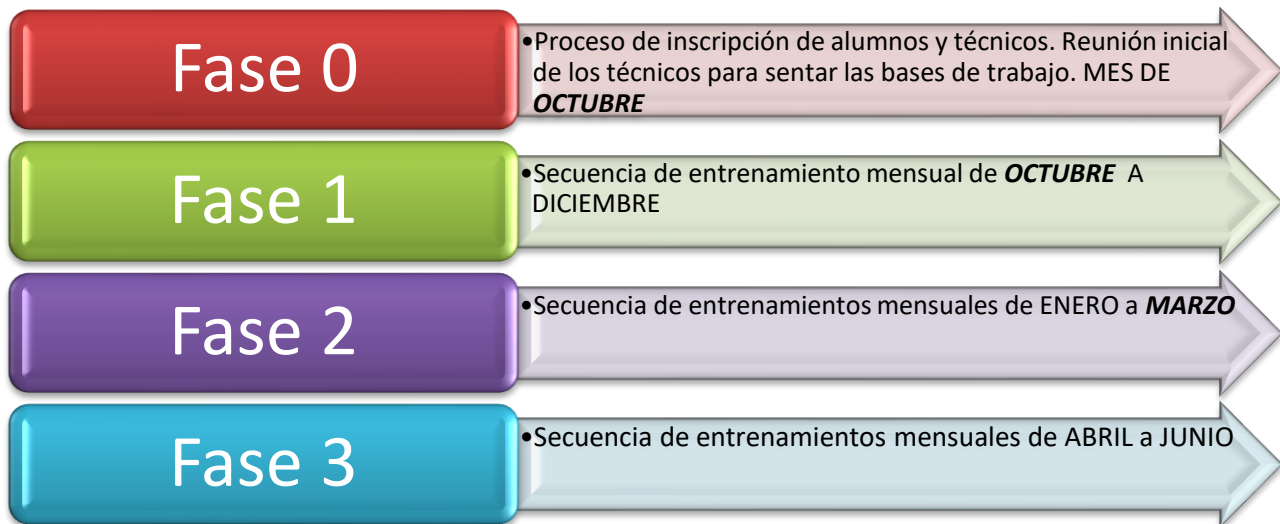 Fase 0
•Proceso de inscripción de alumnos y técnicos. Reunión inicial
de los técnicos para sentar las bases de trabajo. MES DE
OCTUBRE
Fase 1
•Secuencia de entrenamiento mensual de OCTUBRE A
DICIEMBRE
Fase 2
•Secuencia de entrenamientos mensuales de ENERO a MARZO
Fase 3
•Secuencia de entrenamientos mensuales de ABRIL a JUNIO